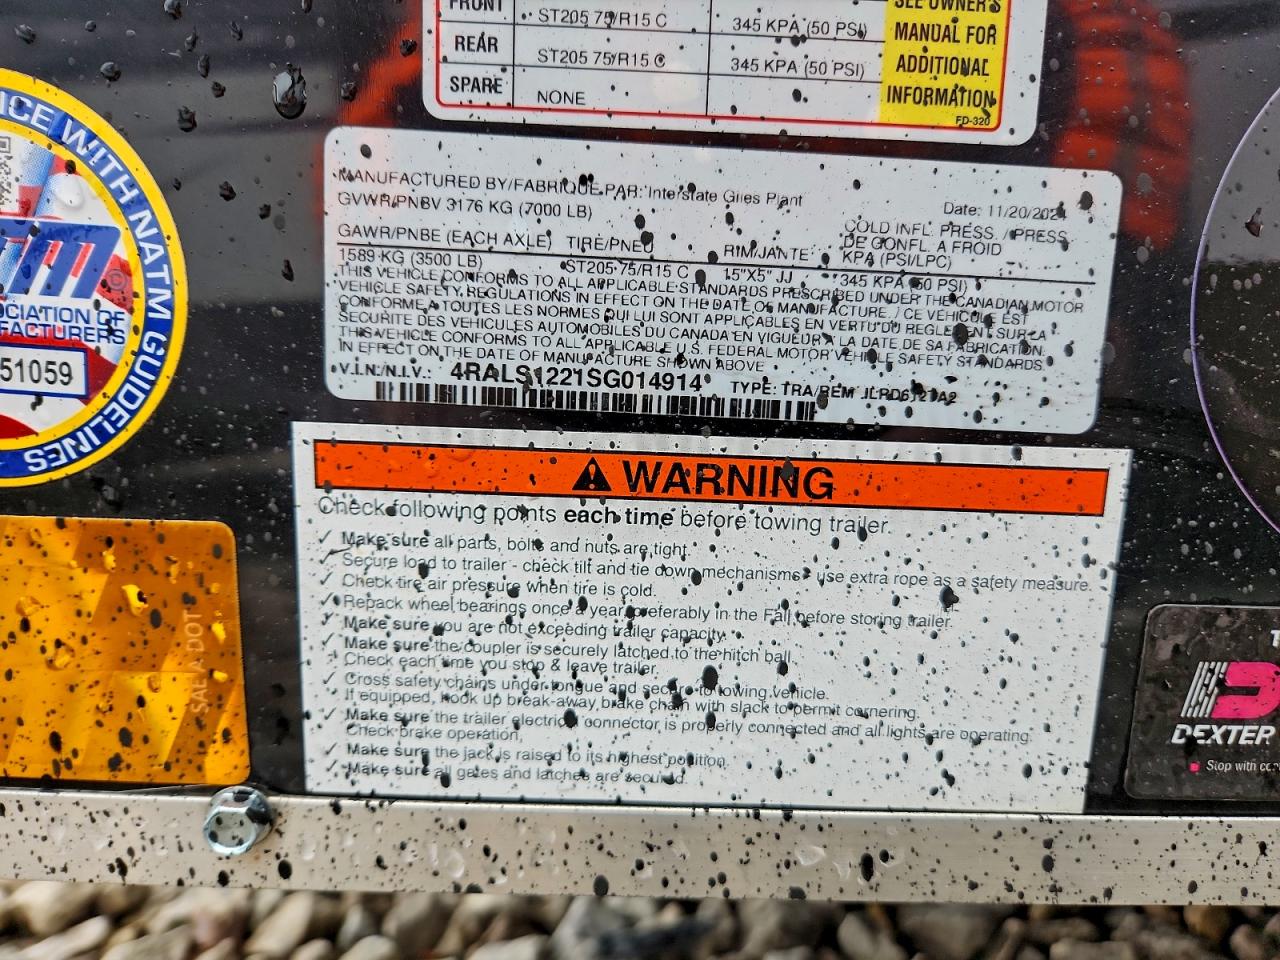 FRONT ST205 75/R15 C 345 KPA (50 PSI)
REAR ST205 75/R15 C 345 KPA (50 PSI)
SPARE NONE
SEE OWNER'S
MANUAL FOR
ADDITIONAL
INFORMATION
FD-320
MANUFACTURED BY/FABRIQUE PAR: Interstate Giles Plant
Date: 11/20/2024
GVWR/PNBV 3176 KG (7000 LB)
GAWR/PNBE (EACH AXLE) TIRE/PNEU RIM/JANTE
COLD INFL. PRESS. / PRESS
DE GONFL. A FROID
KPA (PSI/LPC)
1589 KG (3500 LB) ST205 75/R15 C 15"X5" JJ 345 KPA (50 PSI)
THIS VEHICLE CONFORMS TO ALL APPLICABLE STANDARDS PRESCRIBED UNDER THE CANADIAN MOTOR
VEHICLE SAFETY REGULATIONS IN EFFECT ON THE DATE OF MANUFACTURE. / CE VEHICULE EST
CONFORME A TOUTES LES NORMES QUI LUI SONT APPLICABLES EN VERTU DU REGLEMENT SUR LA
SECURITE DES VEHICULES AUTOMOBILES DU CANADA EN VIGUEUR A LA DATE DE SA FABRICATION.
THIS VEHICLE CONFORMS TO ALL APPLICABLE U.S. FEDERAL MOTOR VEHICLE SAFETY STANDARDS
IN EFFECT ON THE DATE OF MANUFACTURE SHOWN ABOVE
V.I.N./N.I.V.: 4RALS1221SG014914 TYPE: TRA/REM
WARNING
Check following points each time before towing trailer.
✓ Make sure all parts, bolts and nuts are tight.
✓ Secure load to trailer - check tilt and tie down mechanisms - use extra rope as a safety measure.
✓ Check tire air pressure when tire is cold.
✓ Repack wheel bearings once a year preferably in the Fall before storing trailer.
✓ Make sure you are not exceeding trailer capacity.
✓ Make sure the coupler is securely latched to the hitch ball.
Check each time you stop & leave trailer.
✓ Cross safety chains under tongue and secure to towing vehicle.
If equipped, hook up break-away brake chain with slack to permit cornering.
✓ Make sure the trailer electrical connector is properly connected and all lights are operating.
Check brake operation.
✓ Make sure the jack is raised to its highest position.
✓ Make sure all gates and latches are secured.
ICE WITH NATM GUIDELINES
TM ©
OCIATION OF
FACTURERS
51059
SAE A DOT
DEXTER
Stop with